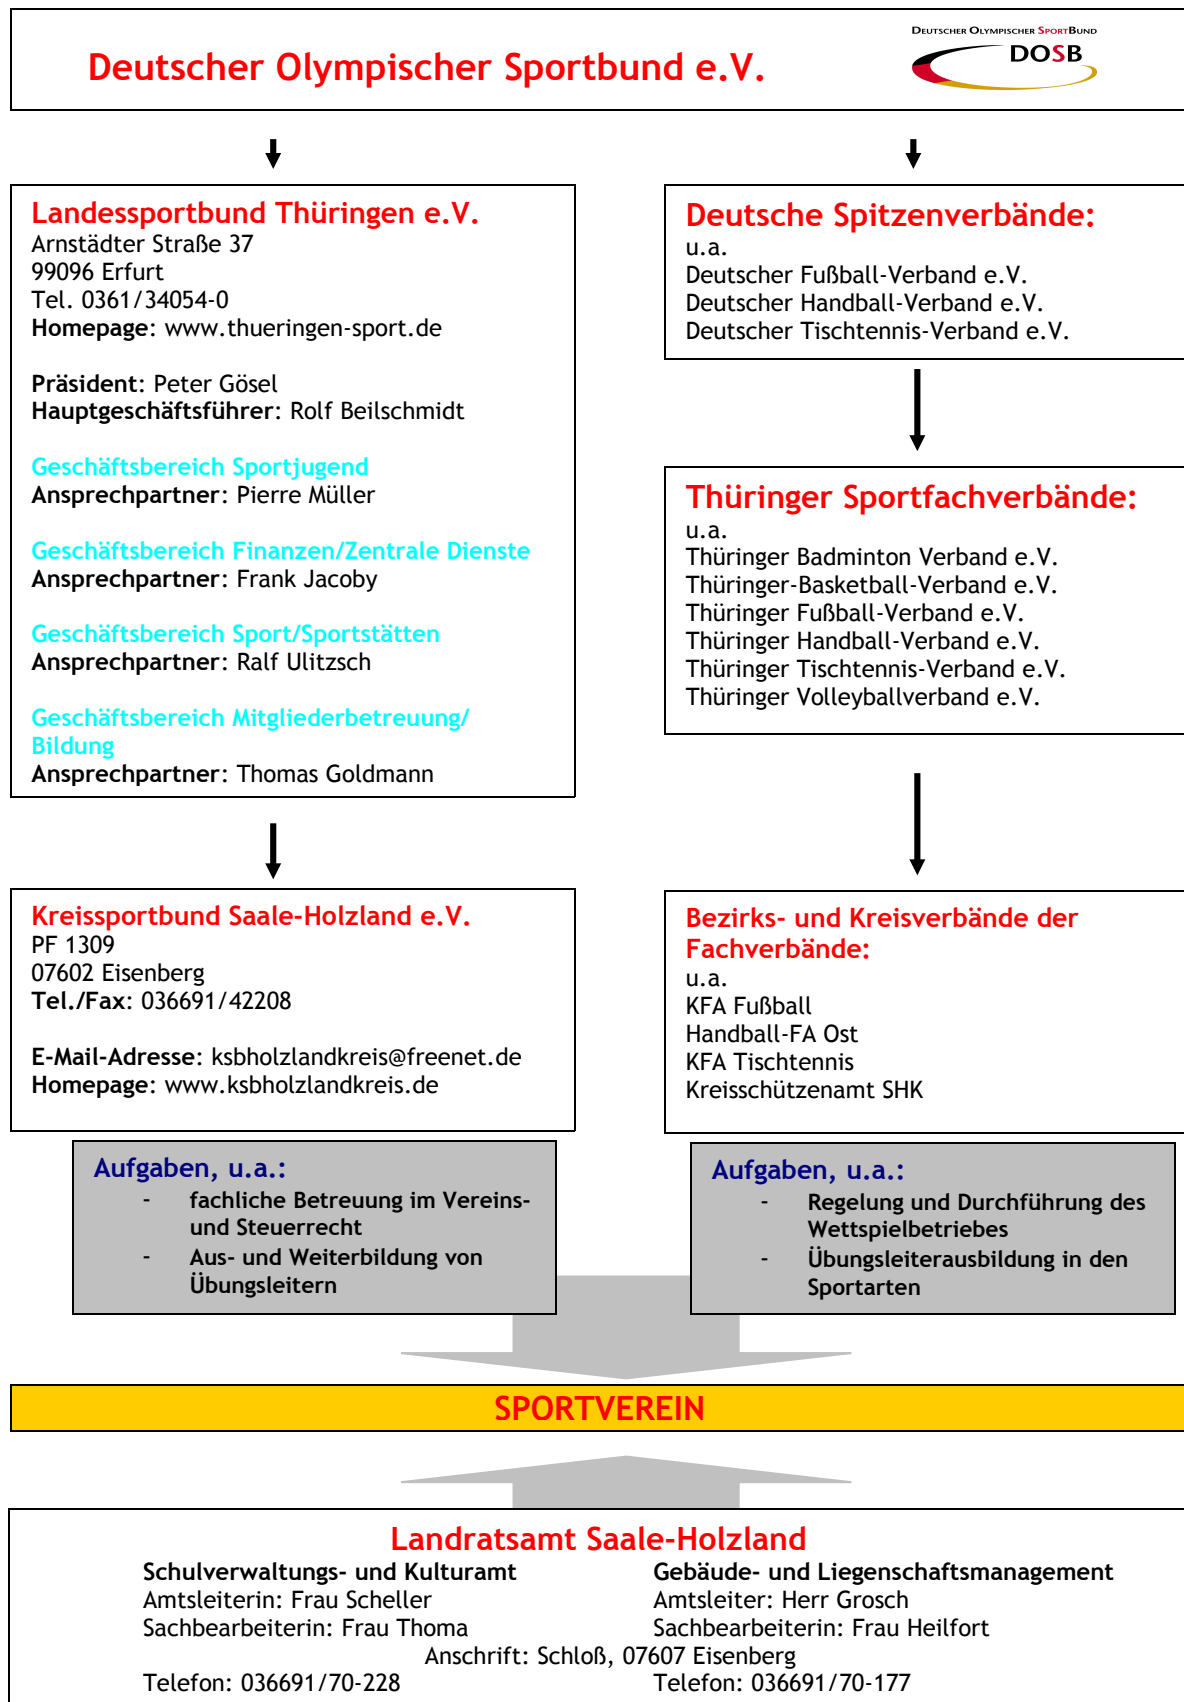 Deutscher Olympischer Sportbund e.V.
DEUTSCHER OLYMPISCHER SPORTBUND
DOSB
Landessportbund Thüringen e.V.
Arnstädter Straße 37
99096 Erfurt
Tel. 0361/34054-0
Homepage: www.thueringen-sport.de
Präsident: Peter Gösel
Hauptgeschäftsführer: Rolf Beilschmidt
Geschäftsbereich Sportjugend
Ansprechpartner: Pierre Müller
Geschäftsbereich Finanzen/Zentrale Dienste
Ansprechpartner: Frank Jacoby
Geschäftsbereich Sport/Sportstätten
Ansprechpartner: Ralf Ulitzsch
Geschäftsbereich Mitgliederbetreuung/
Bildung
Ansprechpartner: Thomas Goldmann
Deutsche Spitzenverbände:
u.a.
Deutscher Fußball-Verband e.V.
Deutscher Handball-Verband e.V.
Deutscher Tischtennis-Verband e.V.
Thüringer Sportfachverbände:
u.a.
Thüringer Badminton Verband e.V.
Thüringer-Basketball-Verband e.V.
Thüringer Fußball-Verband e.V.
Thüringer Handball-Verband e.V.
Thüringer Tischtennis-Verband e.V.
Thüringer Volleyballverband e.V.
Kreissportbund Saale-Holzland e.V.
PF 1309
07602 Eisenberg
Tel./Fax: 036691/42208
E-Mail-Adresse: ksbholzlandkreis@freenet.de
Homepage: www.ksbholzlandkreis.de
Bezirks- und Kreisverbände der
Fachverbände:
u.a.
KFA Fußball
Handball-FA Ost
KFA Tischtennis
Kreisschützenamt SHK
Aufgaben, u.a.:
- fachliche Betreuung im Vereins-
und Steuerrecht
- Aus- und Weiterbildung von
Übungsleitern
Aufgaben, u.a.:
- Regelung und Durchführung des
Wettspielbetriebes
- Übungsleiterausbildung in den
Sportarten
SPORTVEREIN
Landratsamt Saale-Holzland
Schulverwaltungs- und Kulturamt Gebäude- und Liegenschaftsmanagement
Amtsleiterin: Frau Scheller Amtsleiter: Herr Grosch
Sachbearbeiterin: Frau Thoma Sachbearbeiterin: Frau Heilfort
Anschrift: Schloß, 07607 Eisenberg
Telefon: 036691/70-228 Telefon: 036691/70-177